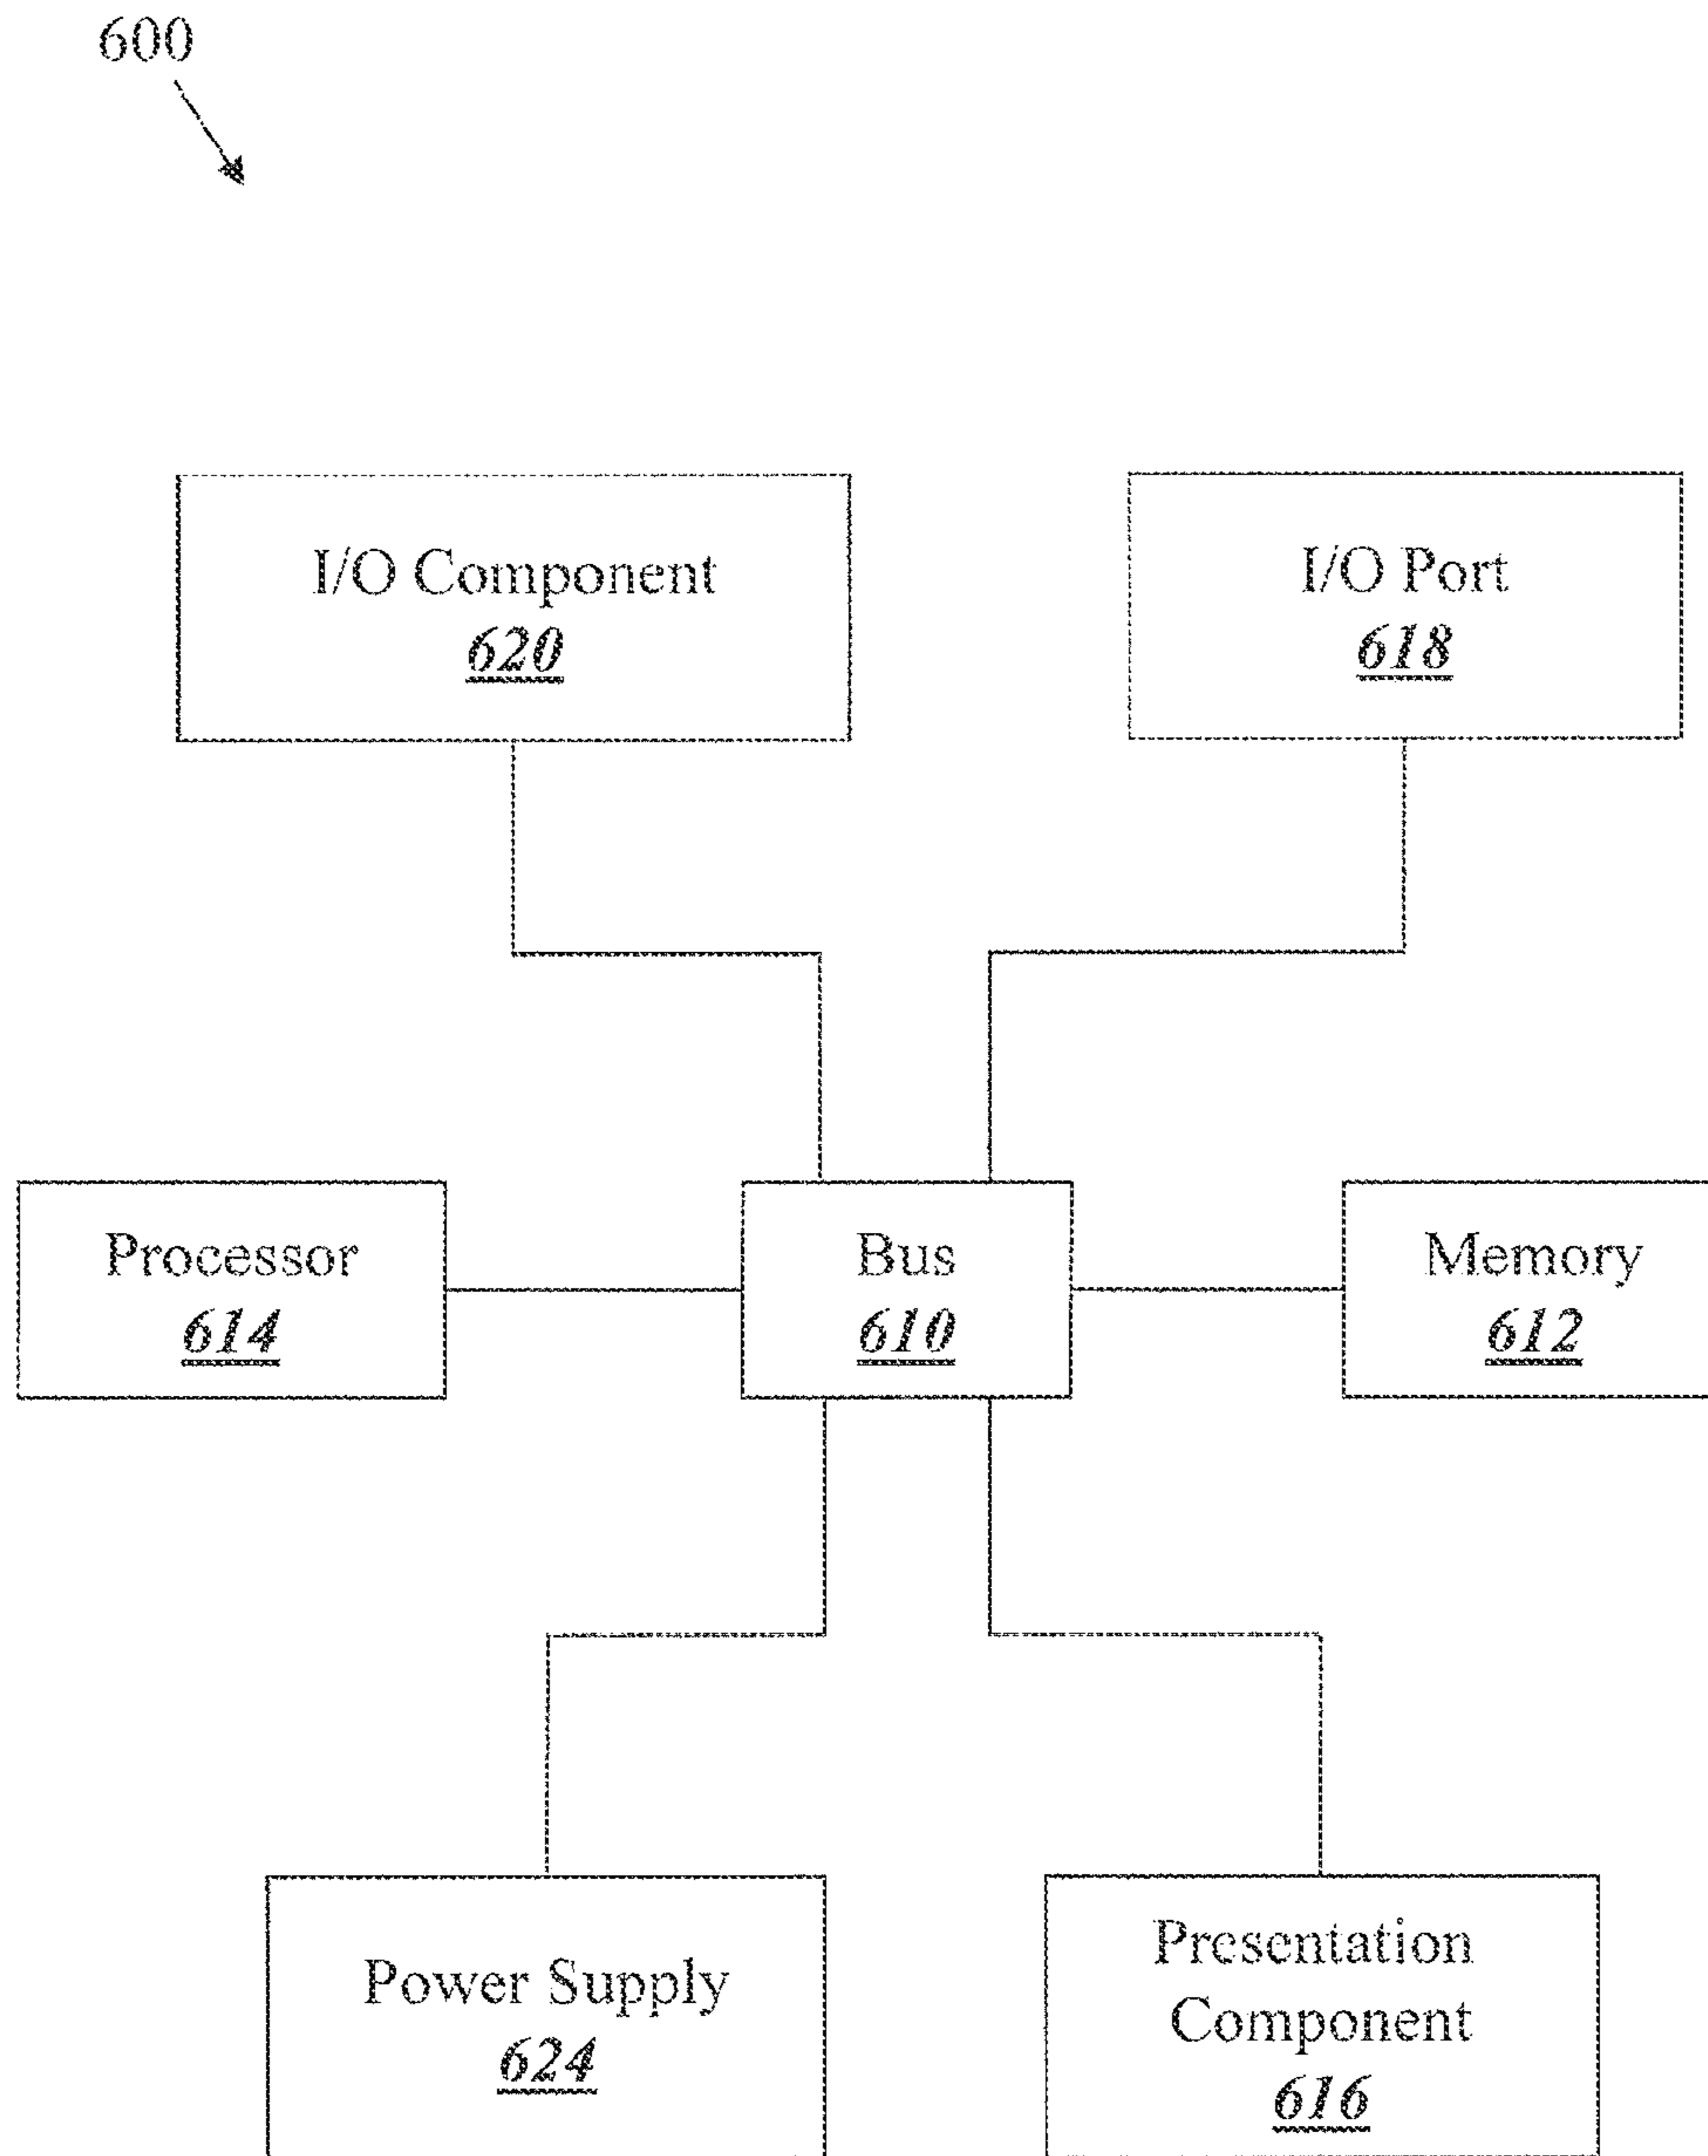 600
I/O Component
620
I/O Port
618
Processor
614
Bus
610
Memory
612
Power Supply
624
Presentation
Component
616